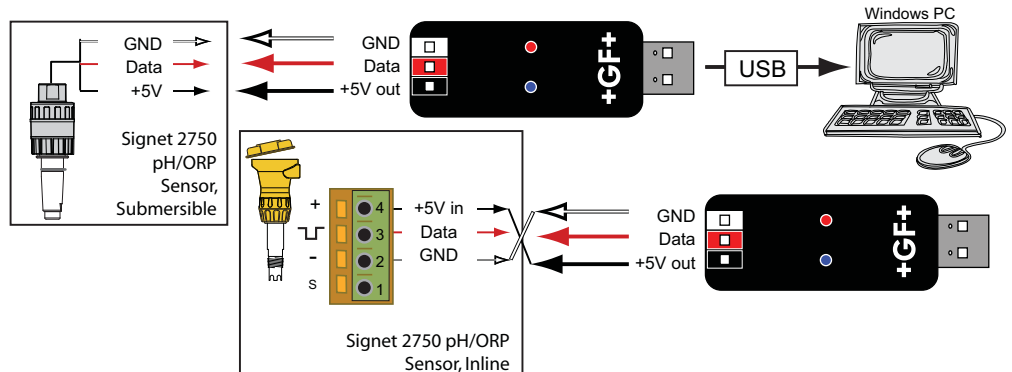 Windows PC
GND
Data
+5V
GND
Data
+5V out
+GF+
USB
Signet 2750
pH/ORP
Sensor,
Submersible
+
-
S
4
3
2
1
+5V in
Data
GND
GND
Data
+5V out
+GF+
Signet 2750 pH/ORP
Sensor, Inline